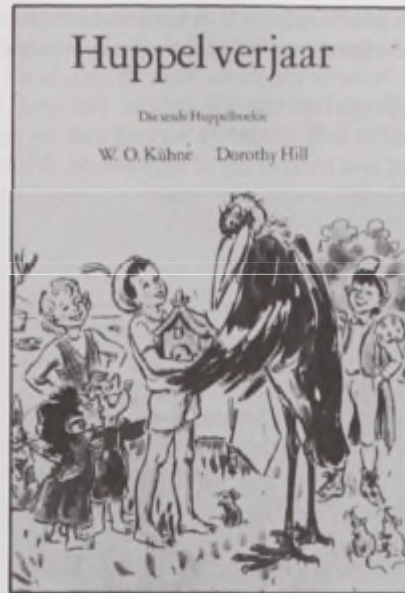 Huppel verjaar
Die sesde Huppelboekie
W. O. Kühne Dorothy Hill